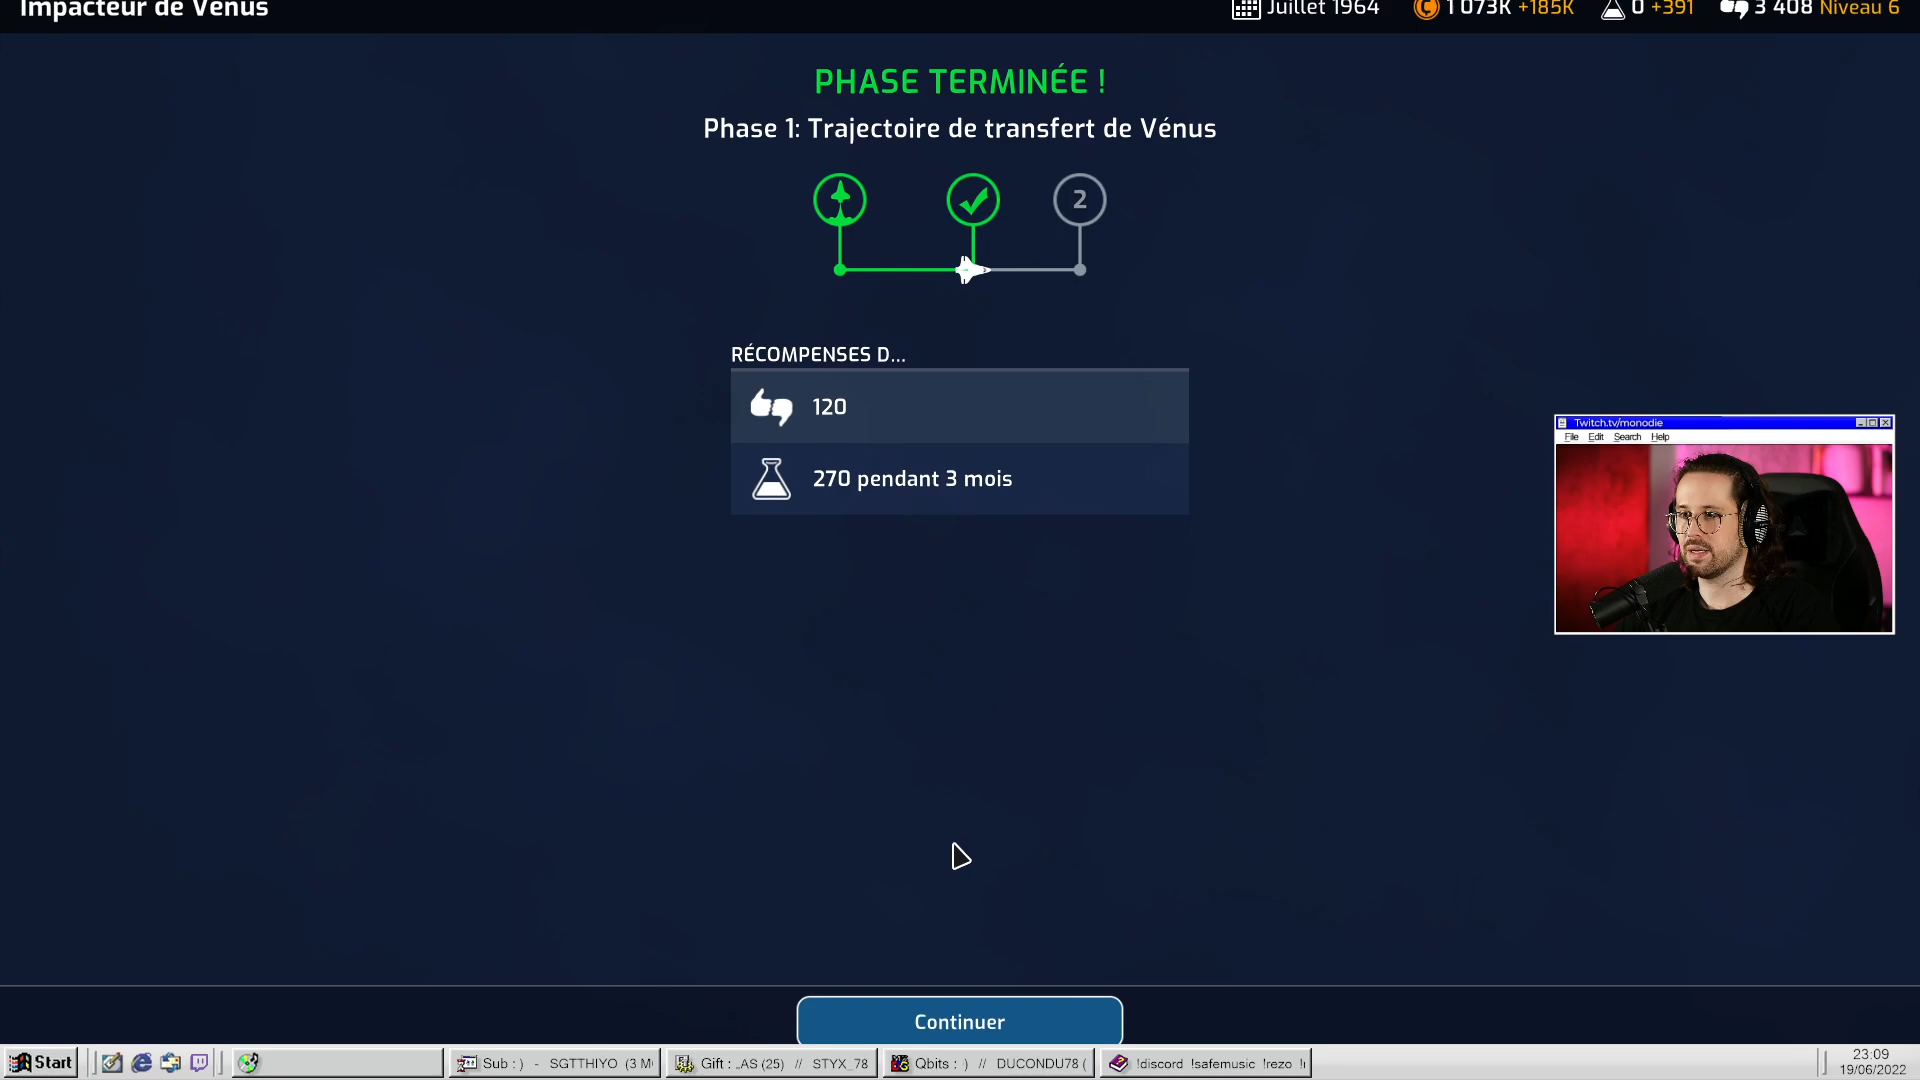 Impacteur de Vénus
Juillet 1964
1 073K +185K
0 +391
3 408 Niveau 6
PHASE TERMINÉE !
Phase 1: Trajectoire de transfert de Vénus
2
RÉCOMPENSES D...
120
270 pendant 3 mois
Twitch.tv/monodie
File Edit Search Help
Continuer
Start
Sub : ) - SGTTHIYO (3 M
Gift : .AS (25) // STYX_78
Qbits : ) // DUCONDU78 (
!discord !safemusic !rezo
23:09
19/06/2022